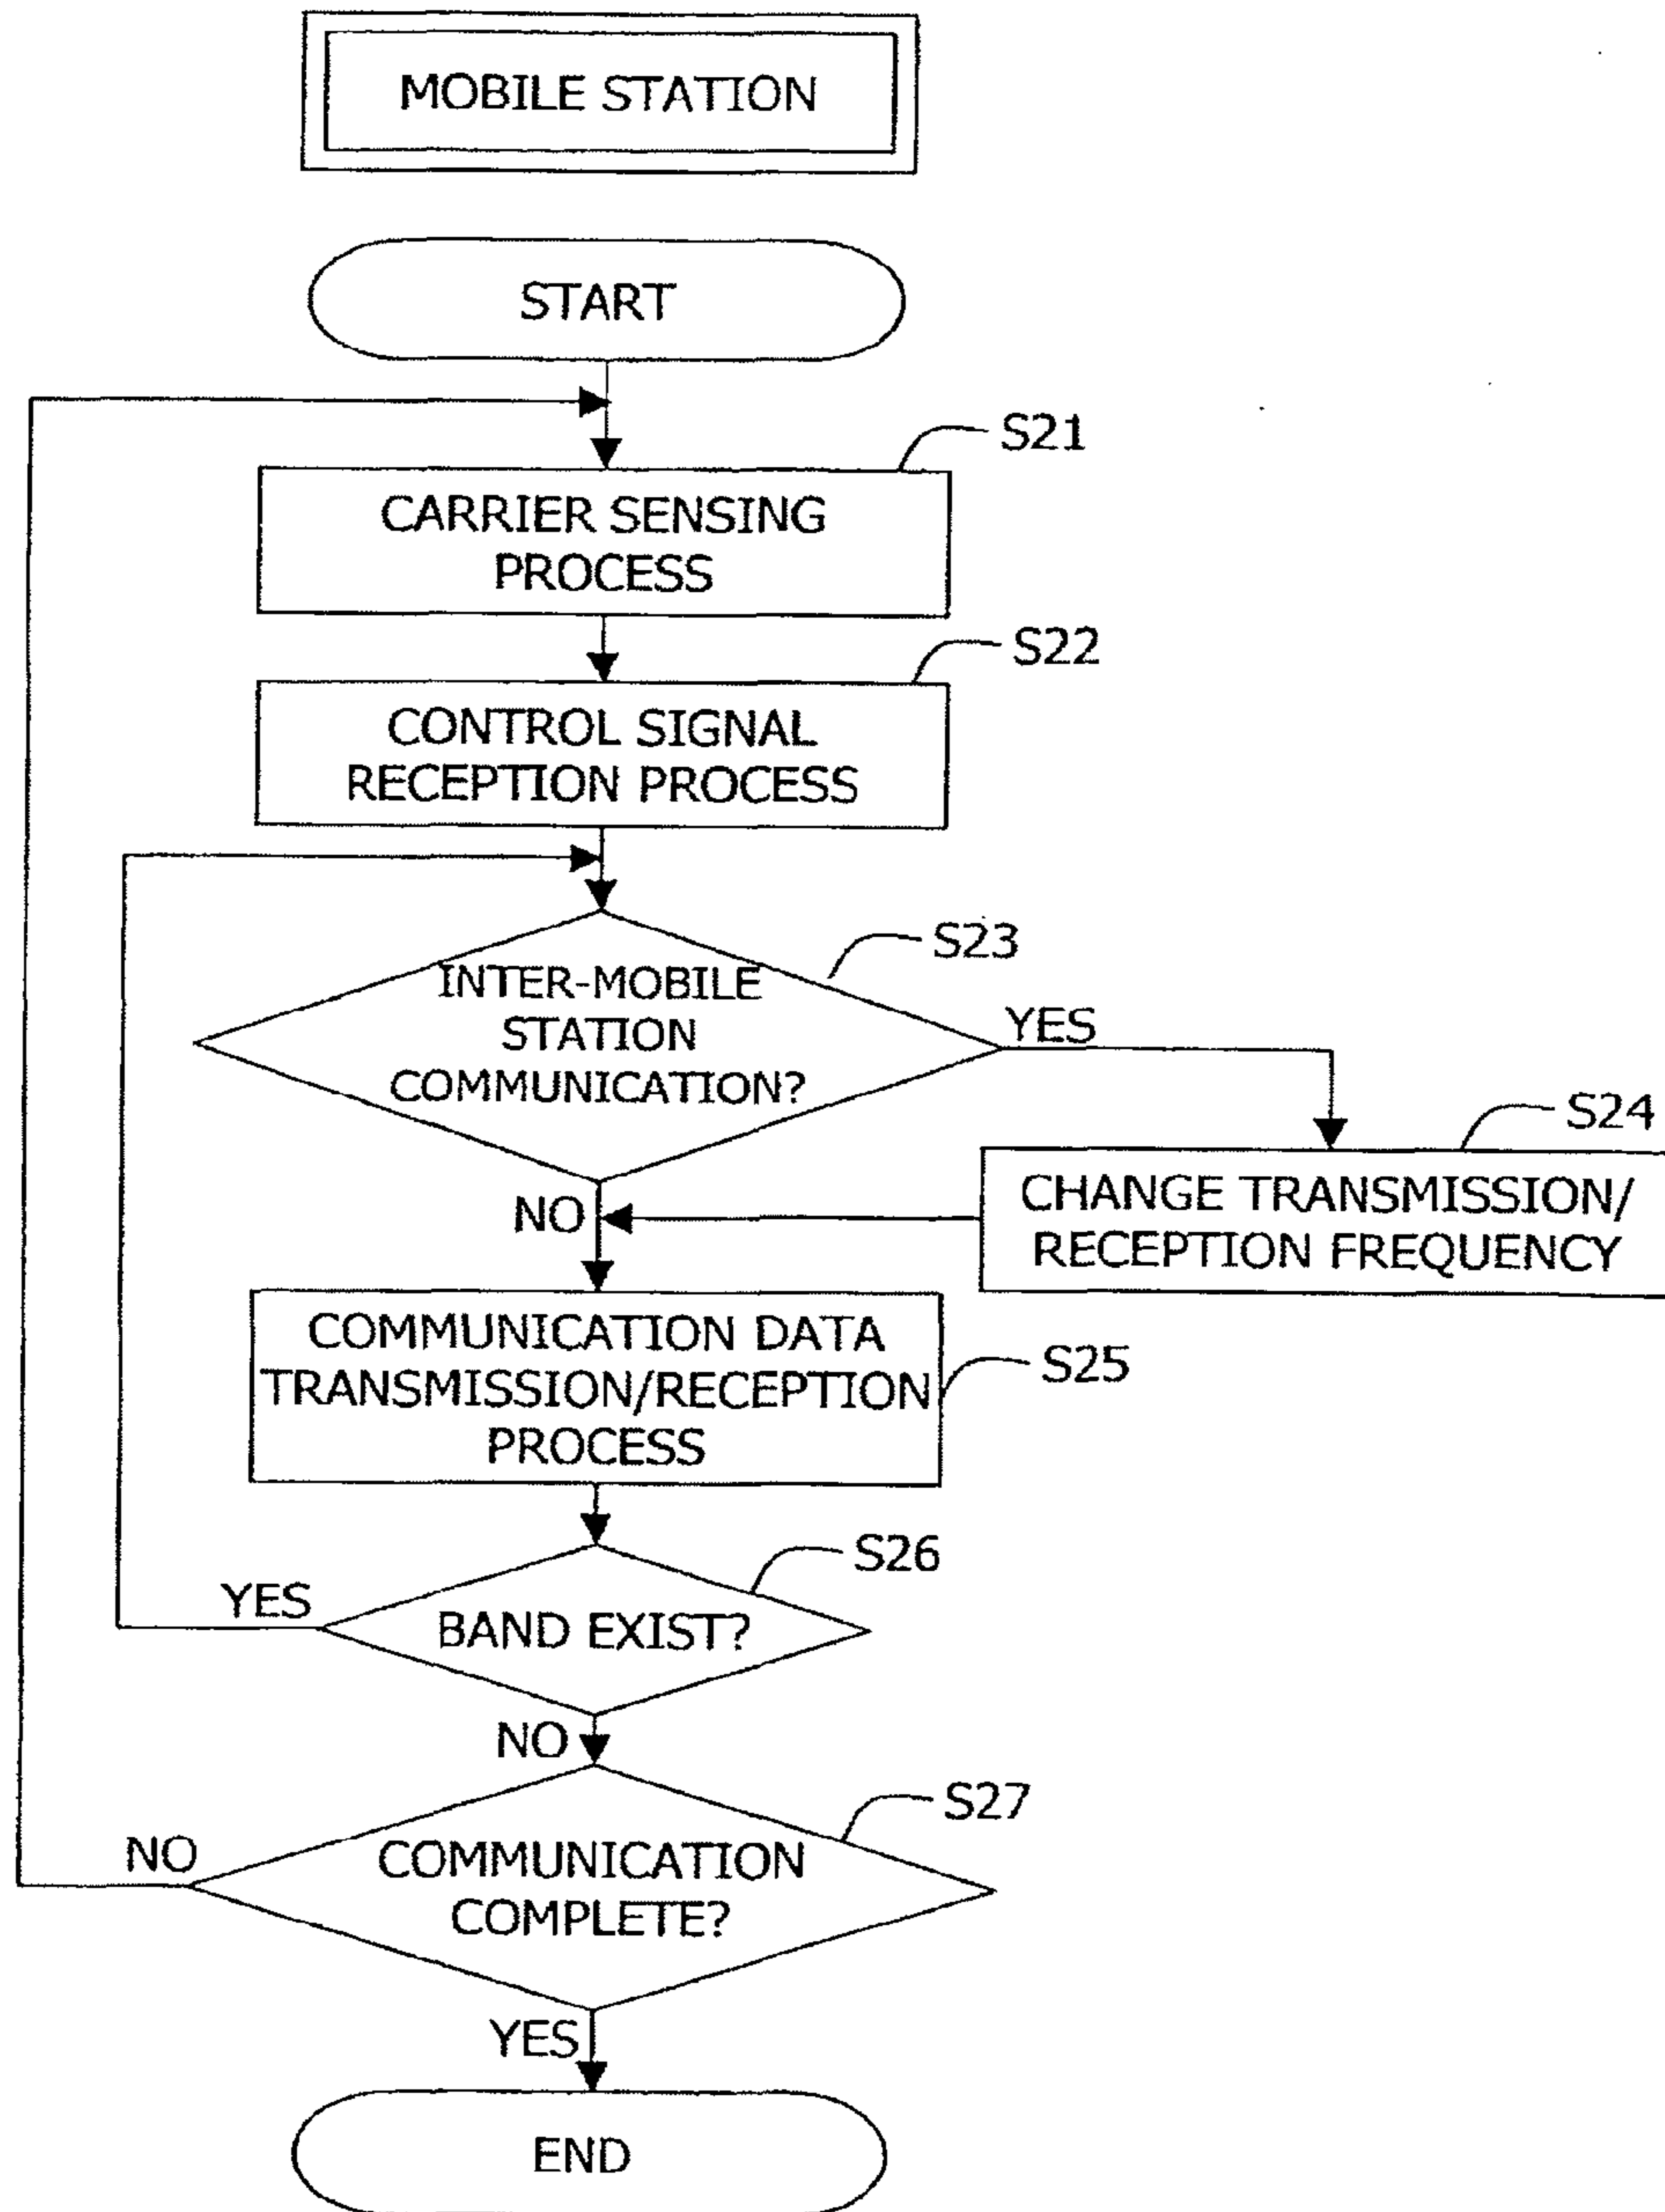 MOBILE STATION
START
S21
CARRIER SENSING
PROCESS
S22
CONTROL SIGNAL
RECEPTION PROCESS
S23
INTER-MOBILE
STATION
COMMUNICATION?
YES
S24
CHANGE TRANSMISSION/
RECEPTION FREQUENCY
NO
COMMUNICATION DATA
TRANSMISSION/RECEPTION
PROCESS
S25
S26
YES
BAND EXIST?
NO
S27
NO
COMMUNICATION
COMPLETE?
YES
END